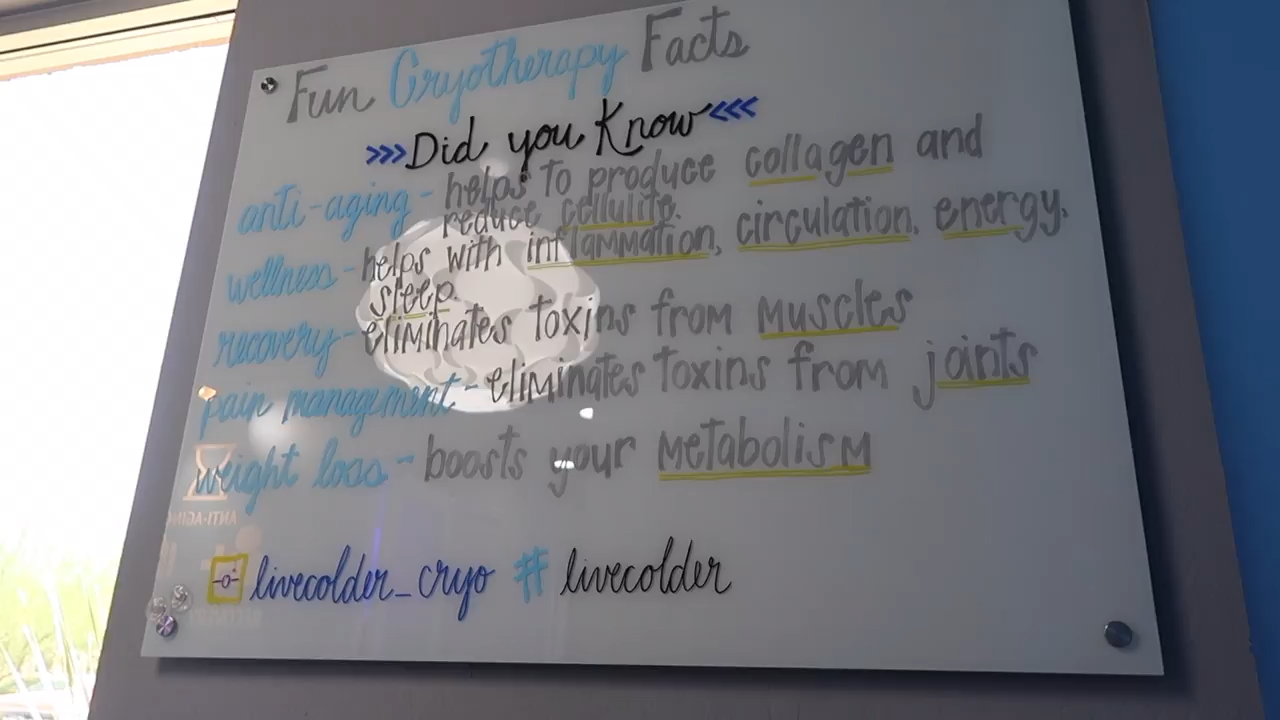 Fun Cryotherapy Facts
>>> Did you Know <<<
anti-aging - helps to produce collagen and
reduce cellulite.
wellness - helps with inflammation, circulation, energy,
sleep.
recovery - eliminates toxins from muscles
pain management - eliminates toxins from joints
weight loss - boosts your metabolism
livecolder_cryo # livecolder
ANTI-AGING